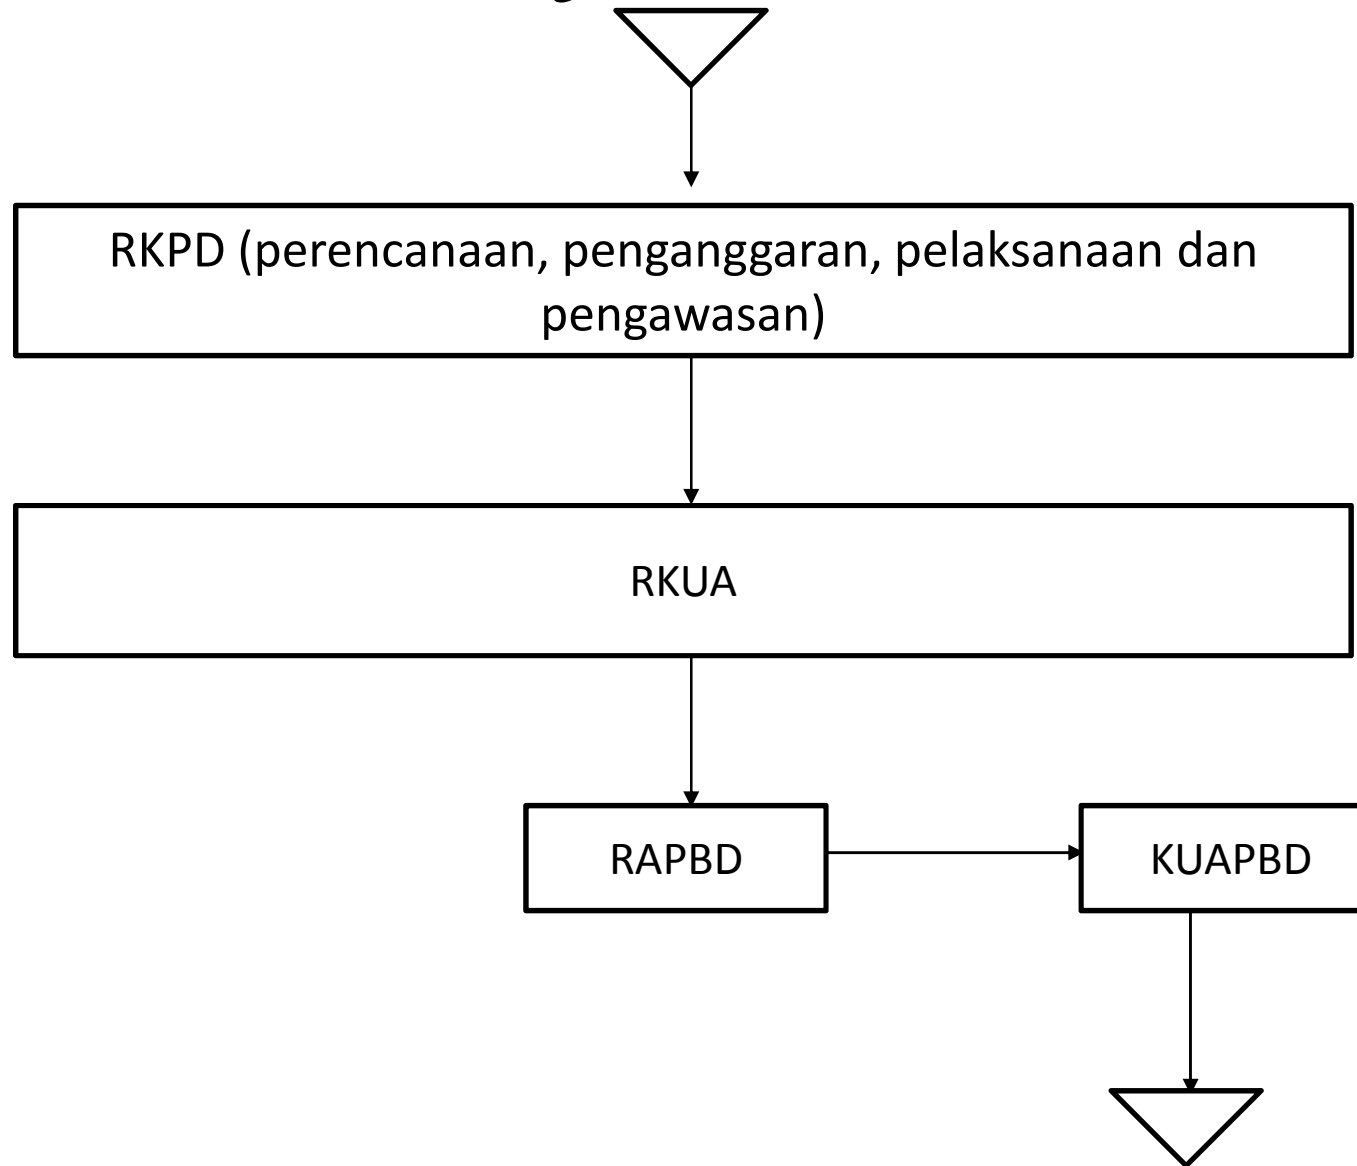 RKPD (perencanaan, penganggaran, pelaksanaan dan
pengawasan)
RKUA
RAPBD
KUAPBD